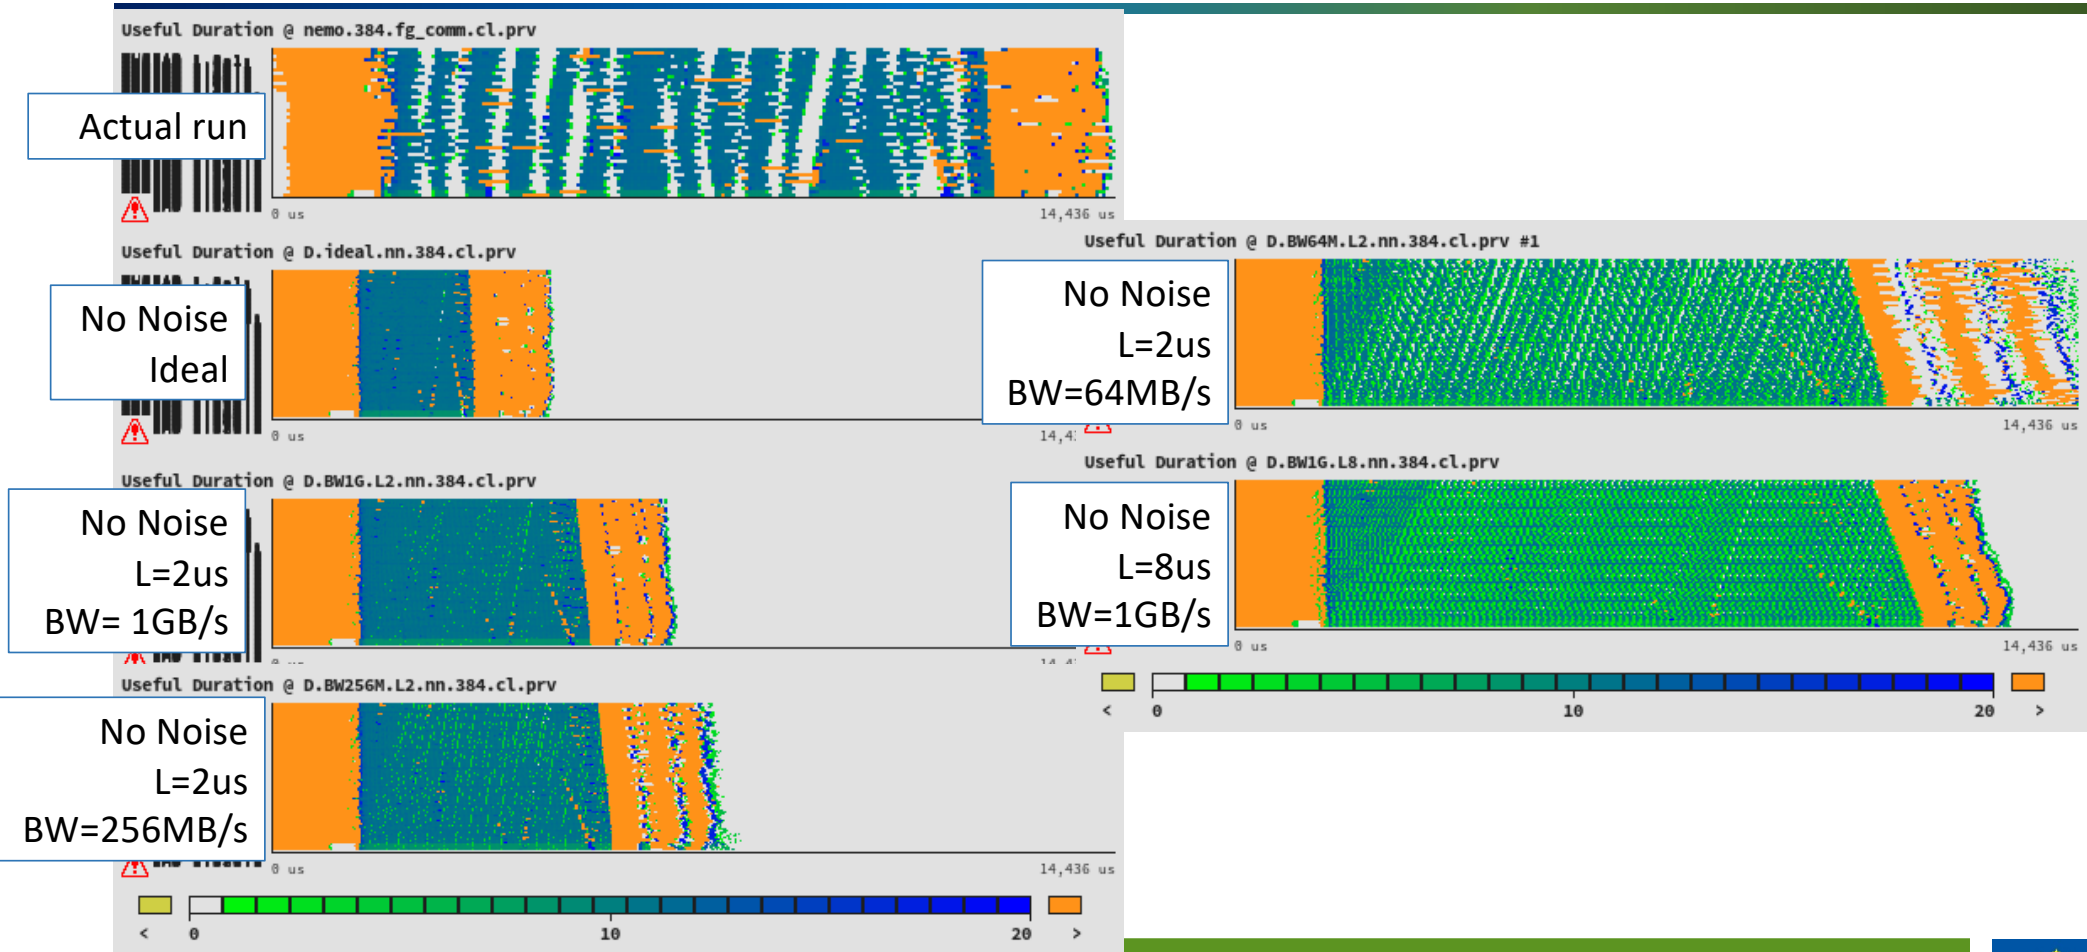 Useful Duration @ nemo.384.fg_comm.cl.prv
Actual run
0 us
14,436 us
Useful Duration @ D.ideal.nn.384.cl.prv
No Noise
Ideal
0 us
Useful Duration @ D.BW1G.L2.nn.384.cl.prv
No Noise
L=2us
BW= 1GB/s
Useful Duration @ D.BW256M.L2.nn.384.cl.prv
No Noise
L=2us
BW=256MB/s
0 us
14,436 us
< 0 10 20 >
Useful Duration @ D.BW64M.L2.nn.384.cl.prv #1
No Noise
L=2us
BW=64MB/s
0 us
14,436 us
Useful Duration @ D.BW1G.L8.nn.384.cl.prv
No Noise
L=8us
BW=1GB/s
0 us
14,436 us
< 0 10 20 >